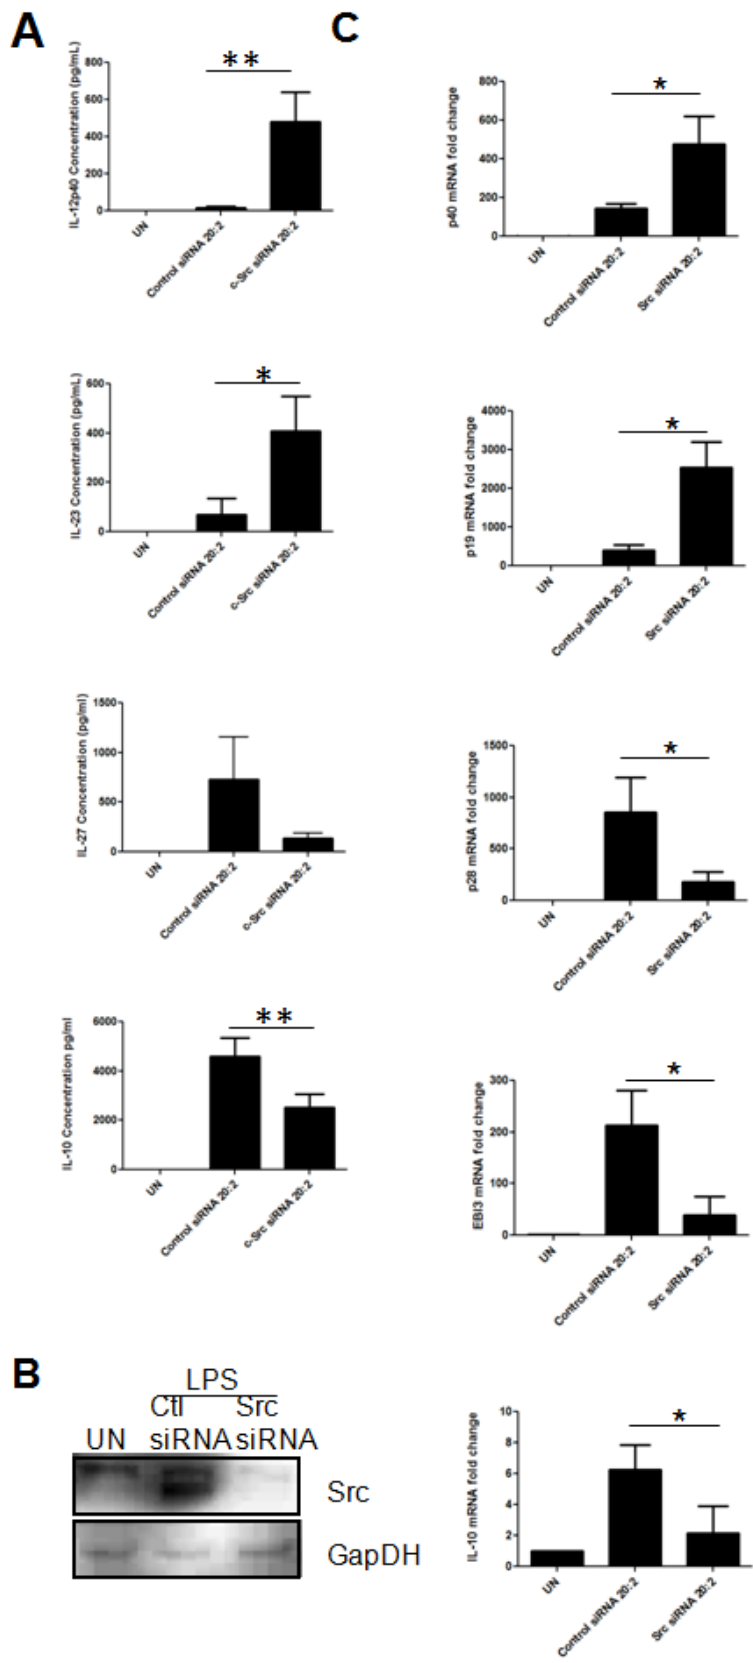 A
IL-12p40 Concentration (pg/mL)
800
600
400
200
0
**
UN
Control siRNA 20:2
c-Src siRNA 20:2
IL-23 Concentration (pg/mL)
600
400
200
0
*
UN
Control siRNA 20:2
c-Src siRNA 20:2
IL-27 Concentration (pg/ml)
1500
1000
500
0
UN
Control siRNA 20:2
c-Src siRNA 20:2
IL-10 Concentration pg/ml
6000
4000
2000
0
**
UN
Control siRNA 20:2
c-Src siRNA 20:2
B
LPS
Ctl Src
UN siRNA siRNA
Src
GapDH
C
p40 mRNA fold change
800
600
400
200
0
*
UN
Control siRNA 20:2
Src siRNA 20:2
p19 mRNA fold change
4000
3000
2000
1000
0
*
UN
Control siRNA 20:2
Src siRNA 20:2
p28 mRNA fold change
1500
1000
500
0
*
UN
Control siRNA 20:2
Src siRNA 20:2
EBI3 mRNA fold change
300
200
100
0
*
UN
Control siRNA 20:2
Src siRNA 20:2
IL-10 mRNA fold change
10
8
6
4
2
0
*
UN
Control siRNA 20:2
Src siRNA 20:2